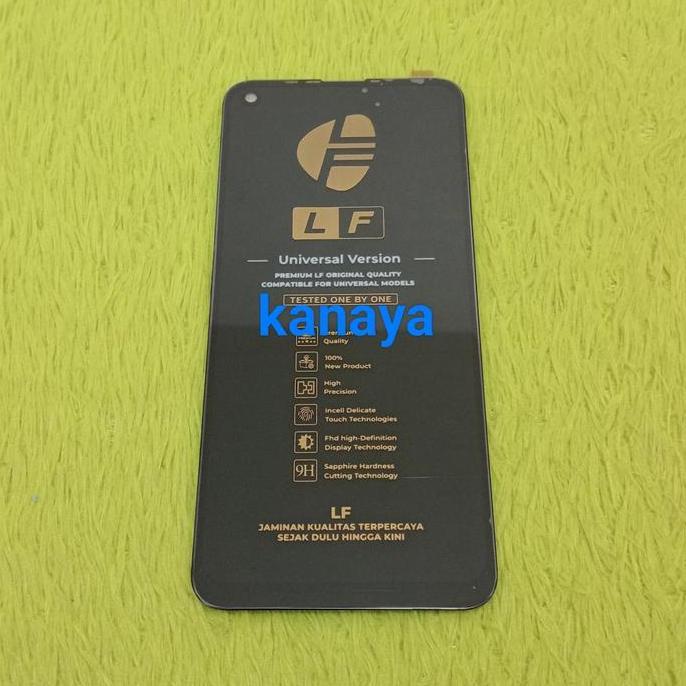 LF
L F
Universal Version
PREMIUM LF ORIGINAL QUALITY
COMPATIBLE FOR UNIVERSAL MODELS
TESTED ONE BY ONE
kanaya
Quality
100%
New Product
High
Precision
Incell Delicate
Touch Technologies
Fhd high-Definition
Display Technology
9H
Sapphire Hardness
Cutting Technology
LF
JAMINAN KUALITAS TERPERCAYA
SEJAK DULU HINGGA KINI